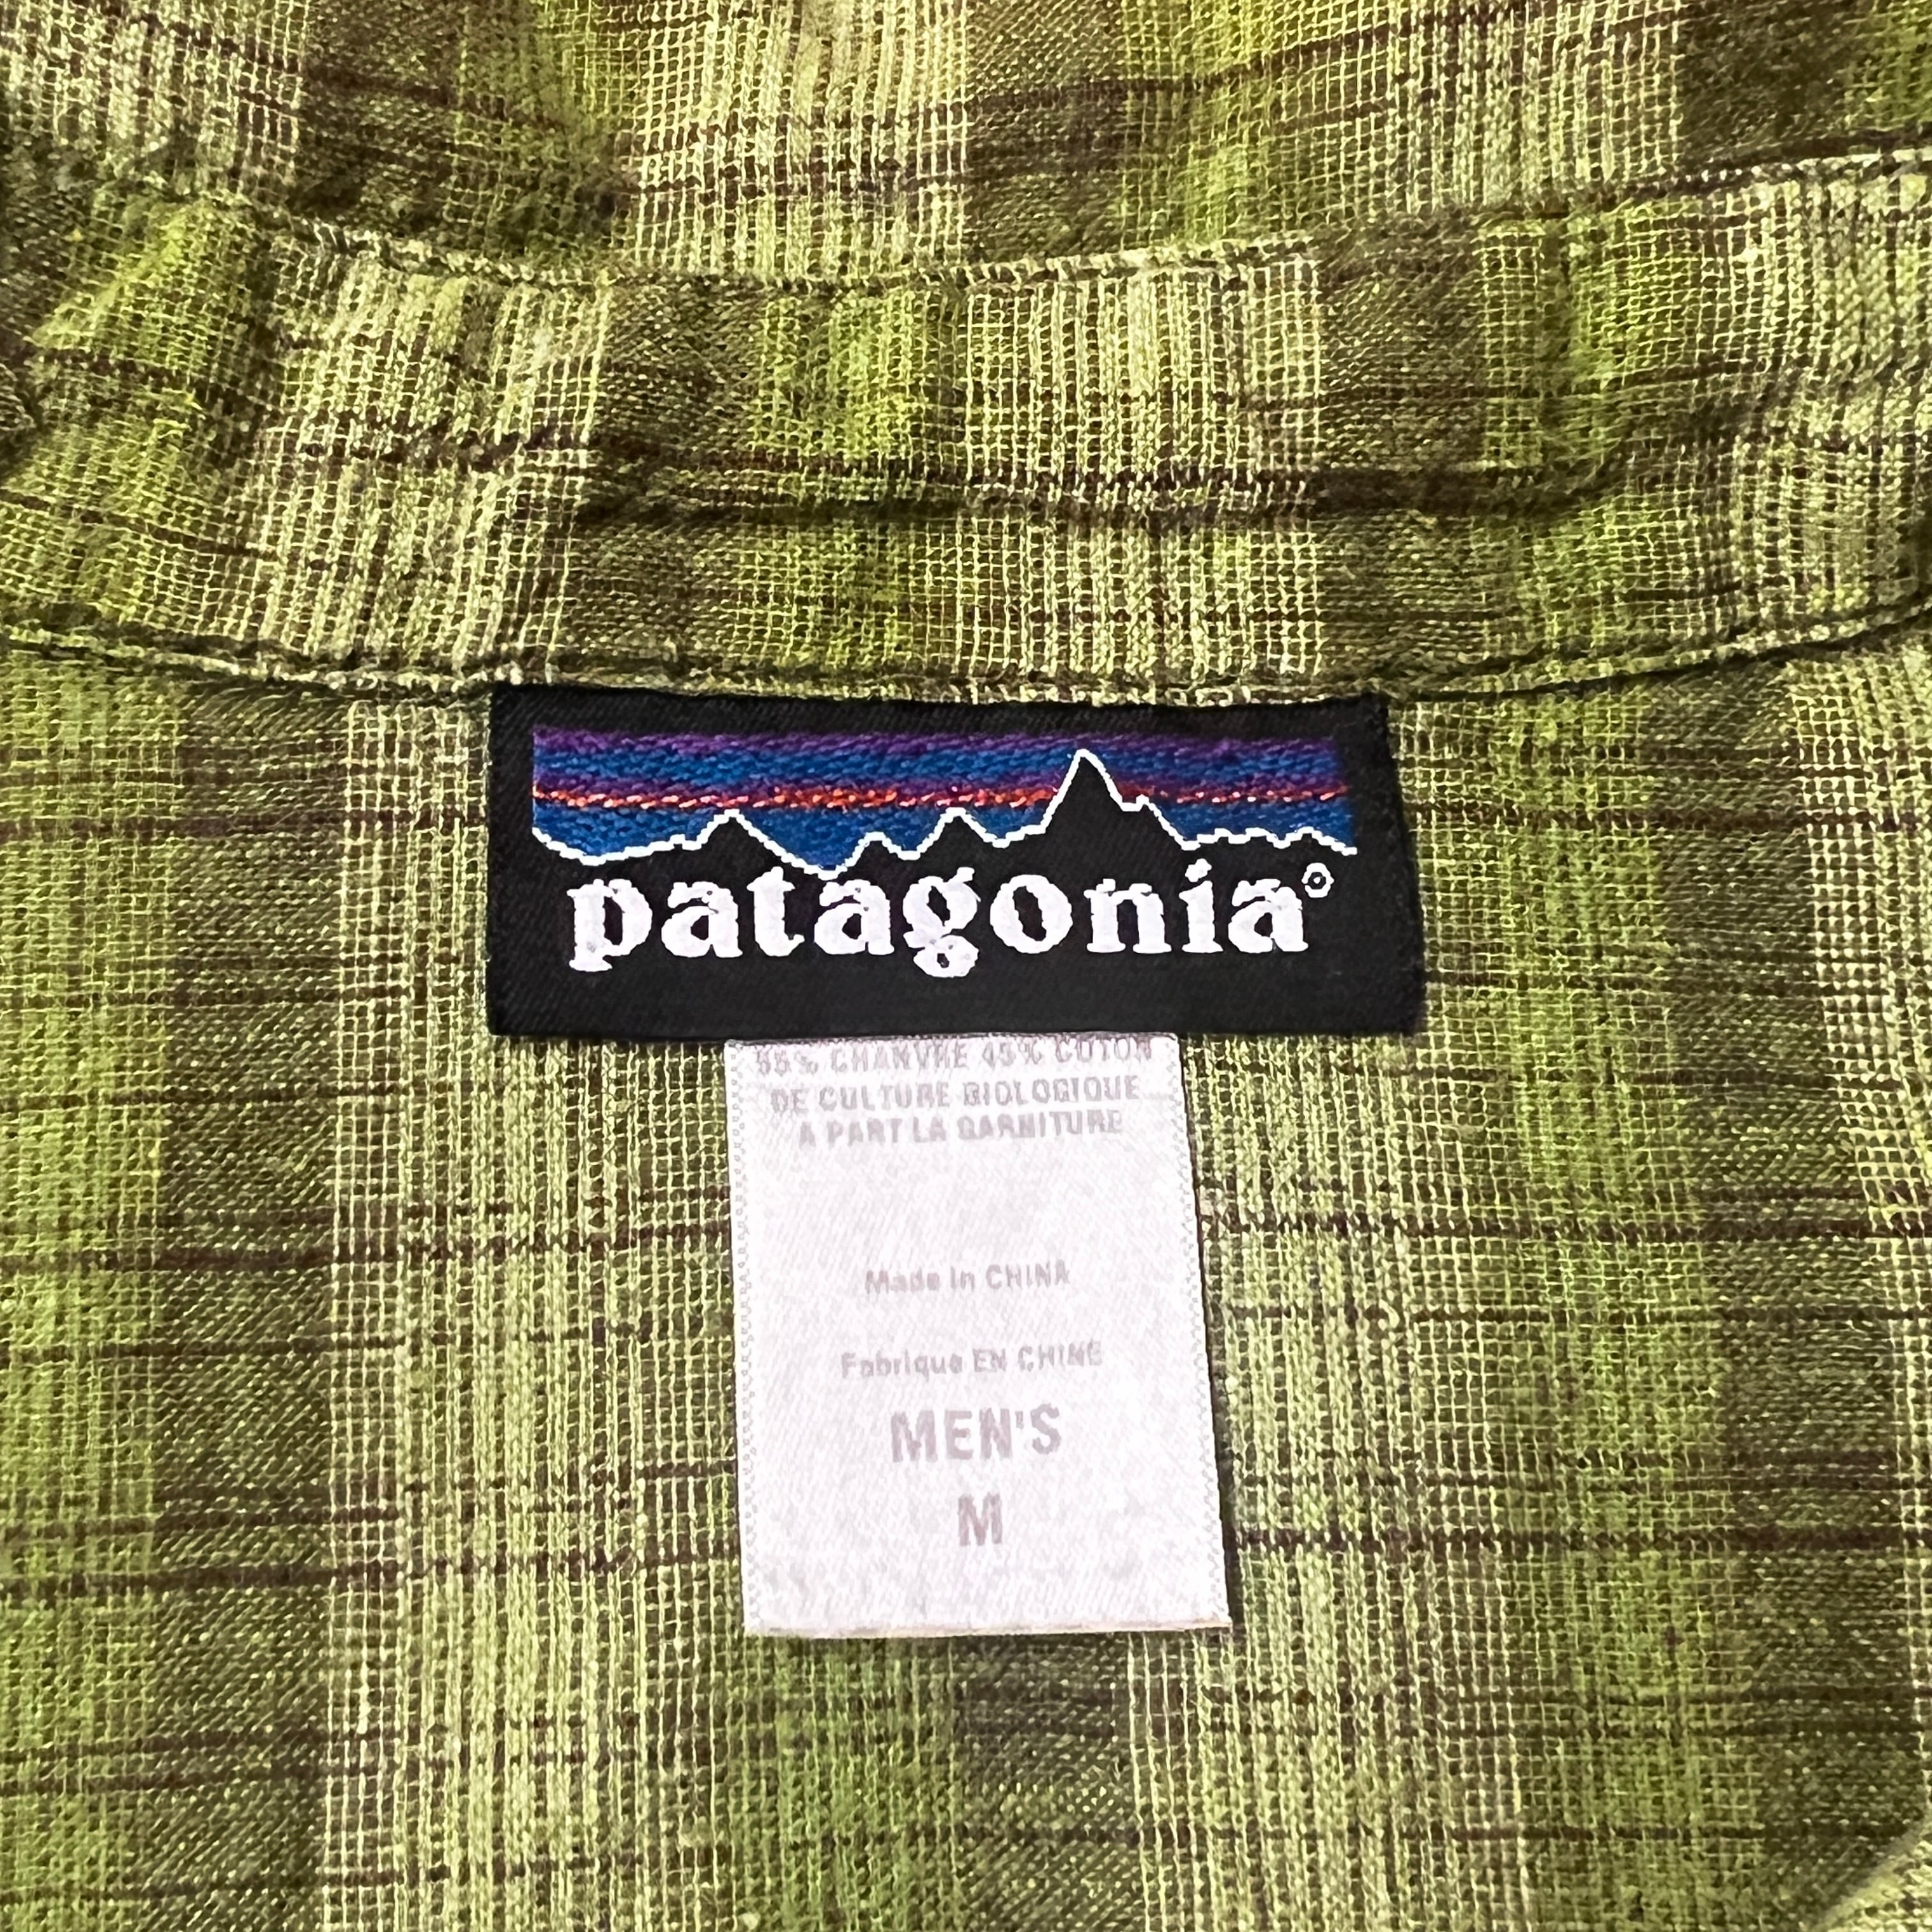 patagonia®
55% CHANVRE 45% COTON
DE CULTURE BIOLOGIQUE
A PART LA GARNITURE
Made in CHINA
Fabrique EN CHINE
MEN'S
M